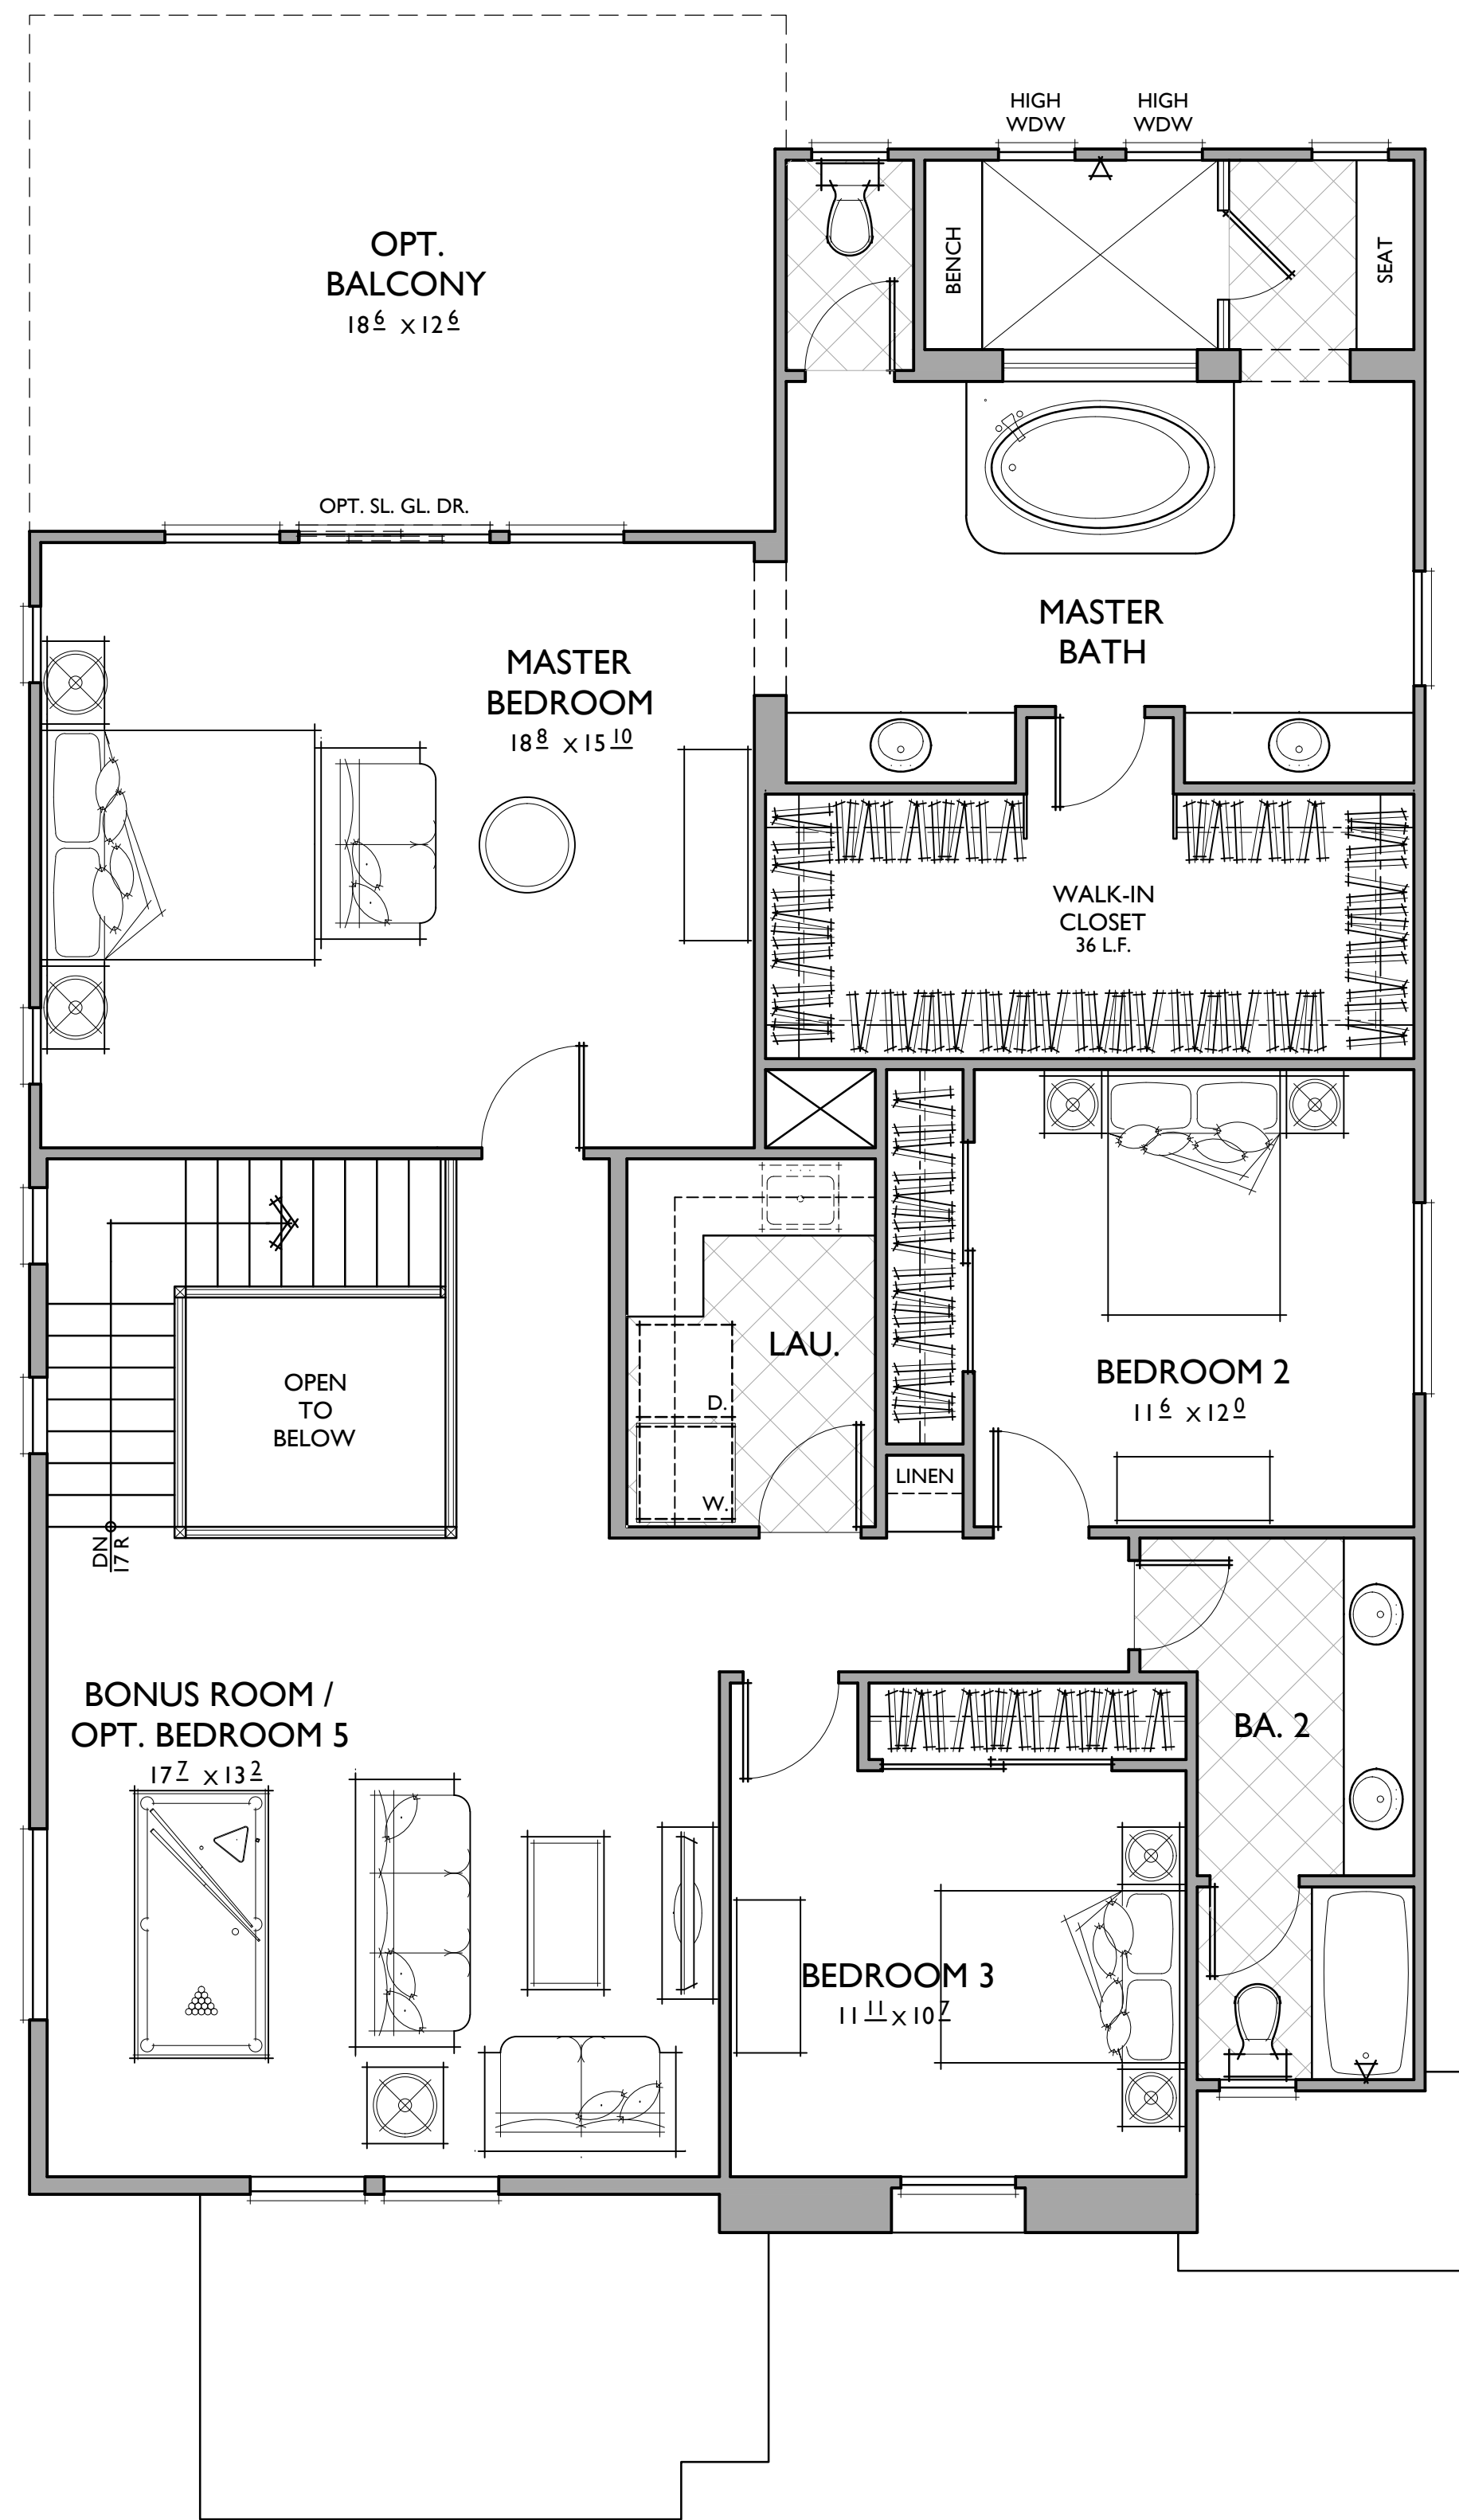 HIGH
WDW
HIGH
WDW
OPT.
BALCONY
18 6 x 12 6
BENCH
SEAT
OPT. SL. GL. DR.
MASTER
BATH
MASTER
BEDROOM
18 8 x 15 10
WALK-IN
CLOSET
36 L.F.
LAU.
D.
W.
OPEN
TO
BELOW
BEDROOM 2
11 6 x 12 0
LINEN
DN
17 R
BONUS ROOM /
OPT. BEDROOM 5
17 7 x 13 2
BA. 2
BEDROOM 3
11 11 x 10 7